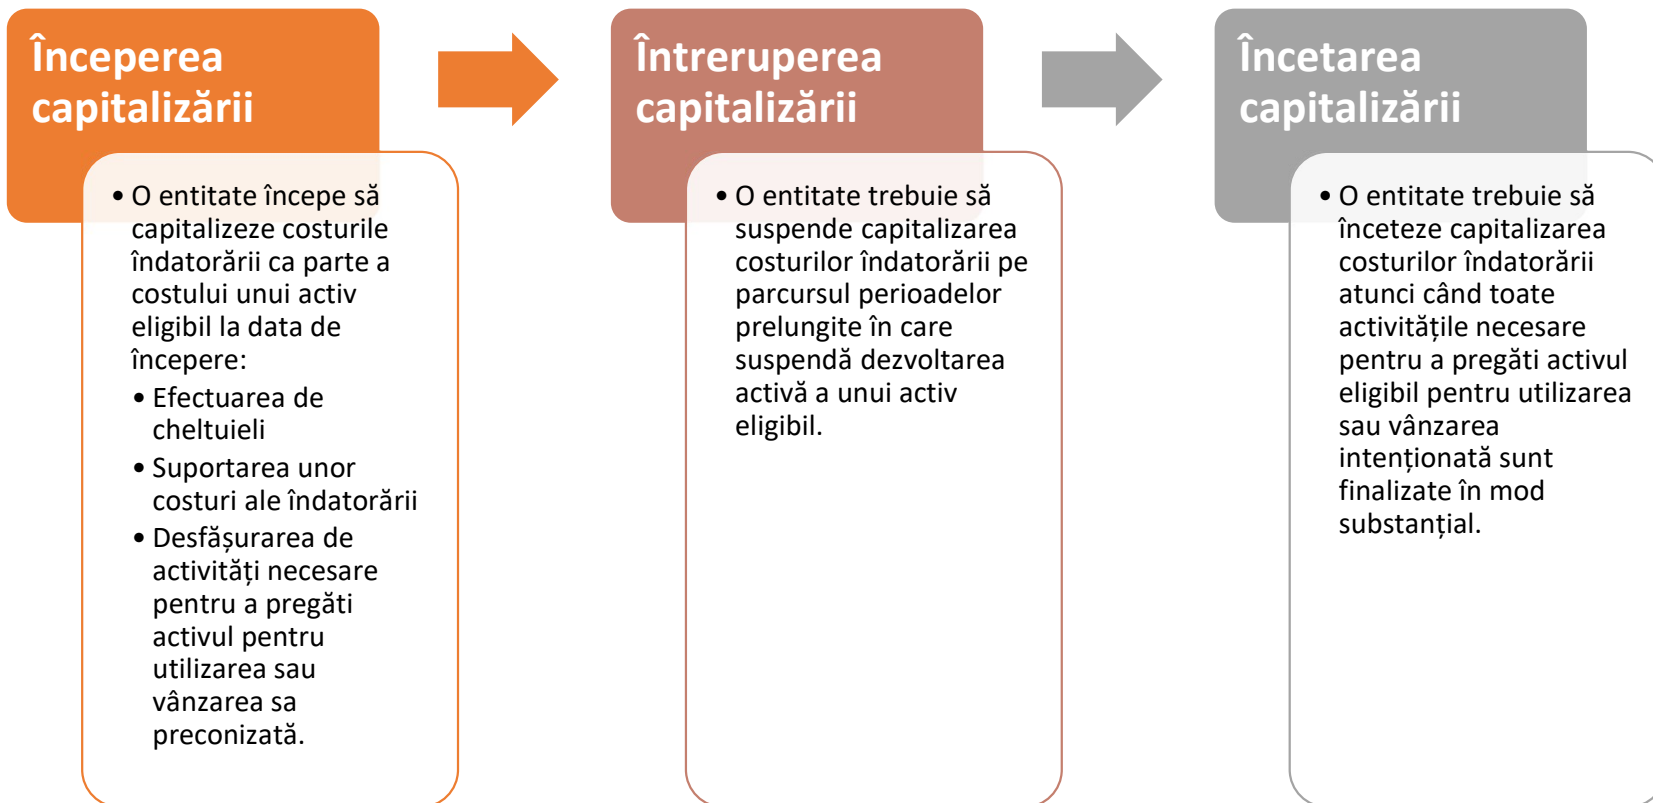 Începerea
capitalizării
• O entitate începe să
capitalizeze costurile
îndatorării ca parte a
costului unui activ
eligibil la data de
începere:
• Efectuarea de
cheltuieli
• Suportarea unor
costuri ale îndatorării
• Desfășurarea de
activități necesare
pentru a pregăti
activul pentru
utilizarea sau
vânzarea sa
preconizată.
Întreruperea
capitalizării
• O entitate trebuie să
suspende capitalizarea
costurilor îndatorării pe
parcursul perioadelor
prelungite în care
suspendă dezvoltarea
activă a unui activ
eligibil.
Încetarea
capitalizării
• O entitate trebuie să
înceteze capitalizarea
costurilor îndatorării
atunci când toate
activitățile necesare
pentru a pregăti activul
eligibil pentru utilizarea
sau vânzarea
intenționată sunt
finalizate în mod
substanțial.